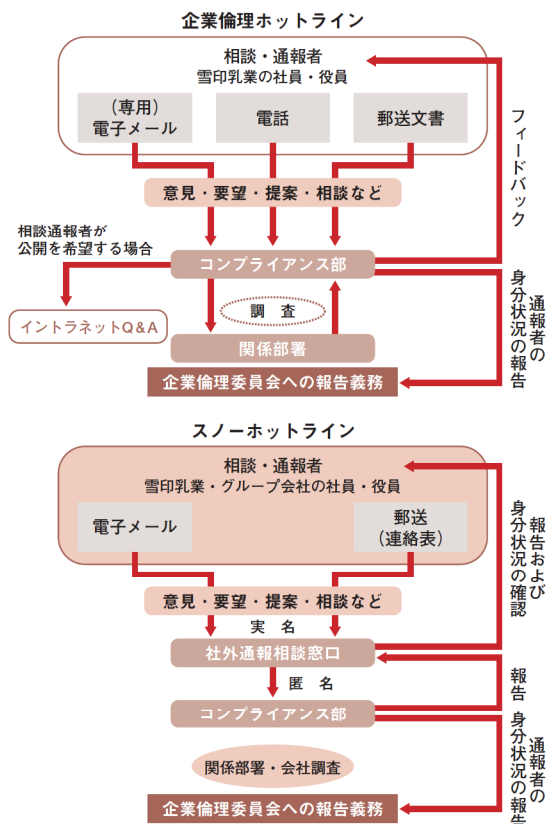 企業倫理ホットライン
相談・通報者
雪印乳業の社員・役員
（専用）
電子メール
電話
郵送文書
意見・要望・提案・相談など
フィードバック
相談通報者が
公開を希望する場合
コンプライアンス部
イントラネットQ&A
調　査
関係部署
通報者の
身分状況の報告
企業倫理委員会への報告義務
スノーホットライン
相談・通報者
雪印乳業・グループ会社の社員・役員
電子メール
郵送
（連絡表）
意見・要望・提案・相談など
報告および
身分状況の確認
実　名
社外通報相談窓口
匿　名
報告
コンプライアンス部
関係部署・会社調査
通報者の
身分状況の報告
企業倫理委員会への報告義務